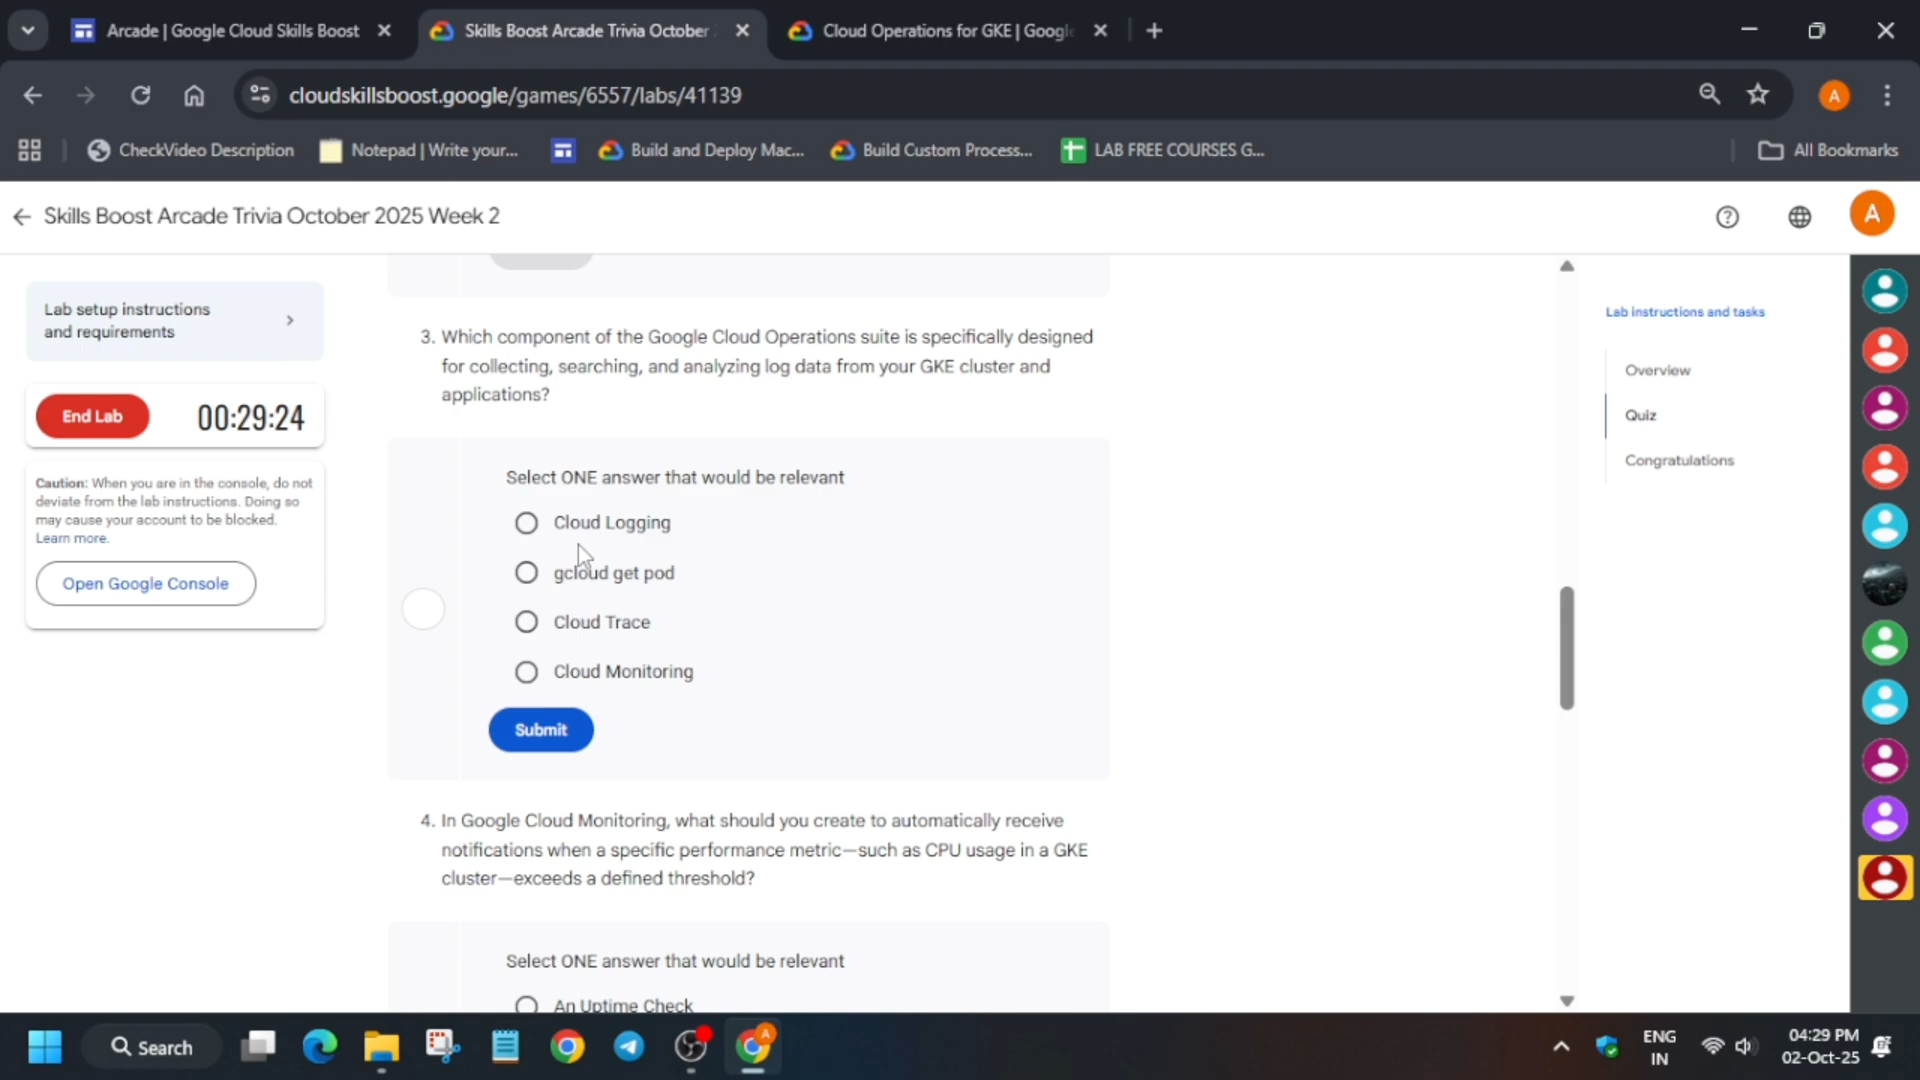 Arcade | Google Cloud Skills Boost
Skills Boost Arcade Trivia October
Cloud Operations for GKE | Googl
cloudskillsboost.google/games/6557/labs/41139
A
CheckVideo Description
Notepad | Write your...
Build and Deploy Mac...
Build Custom Process...
LAB FREE COURSES G...
All Bookmarks
Skills Boost Arcade Trivia October 2025 Week 2
A
Lab setup instructions
and requirements
End Lab
00:29:24
Caution: When you are in the console, do not
deviate from the lab instructions. Doing so
may cause your account to be blocked.
Learn more.
Open Google Console
3. Which component of the Google Cloud Operations suite is specifically designed
for collecting, searching, and analyzing log data from your GKE cluster and
applications?
Select ONE answer that would be relevant
Cloud Logging
gcloud get pod
Cloud Trace
Cloud Monitoring
Submit
4. In Google Cloud Monitoring, what should you create to automatically receive
notifications when a specific performance metric—such as CPU usage in a GKE
cluster—exceeds a defined threshold?
Select ONE answer that would be relevant
An Uptime Check
Lab instructions and tasks
Overview
Quiz
Congratulations
Search
A
ENG
IN
04:29 PM
02-Oct-25